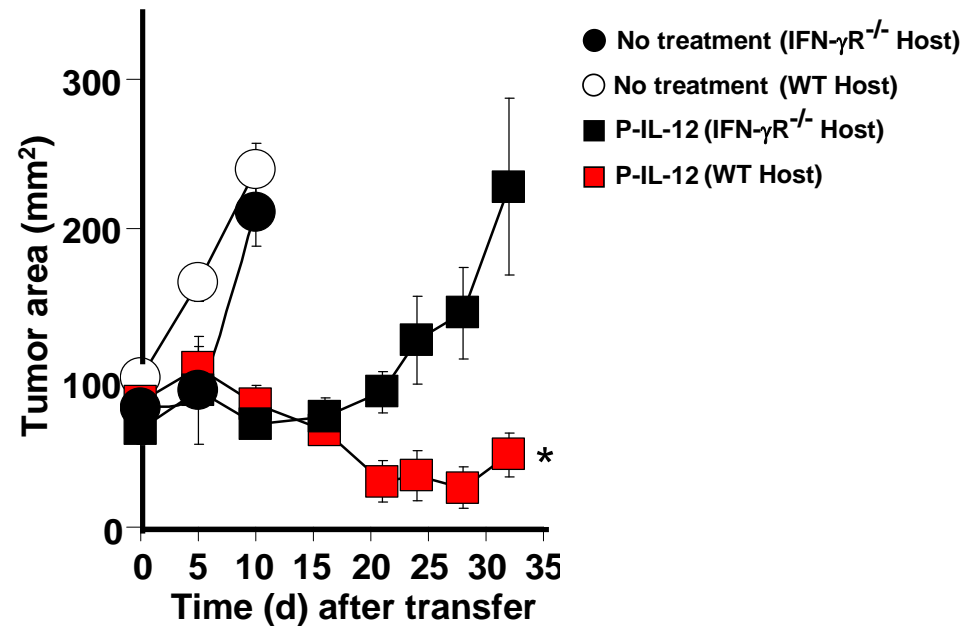 No treatment (IFN-γR-/- Host)
No treatment (WT Host)
P-IL-12 (IFN-γR-/- Host)
P-IL-12 (WT Host)
Tumor area (mm²)
300
200
100
0
*
0 5 10 15 20 25 30 35
Time (d) after transfer